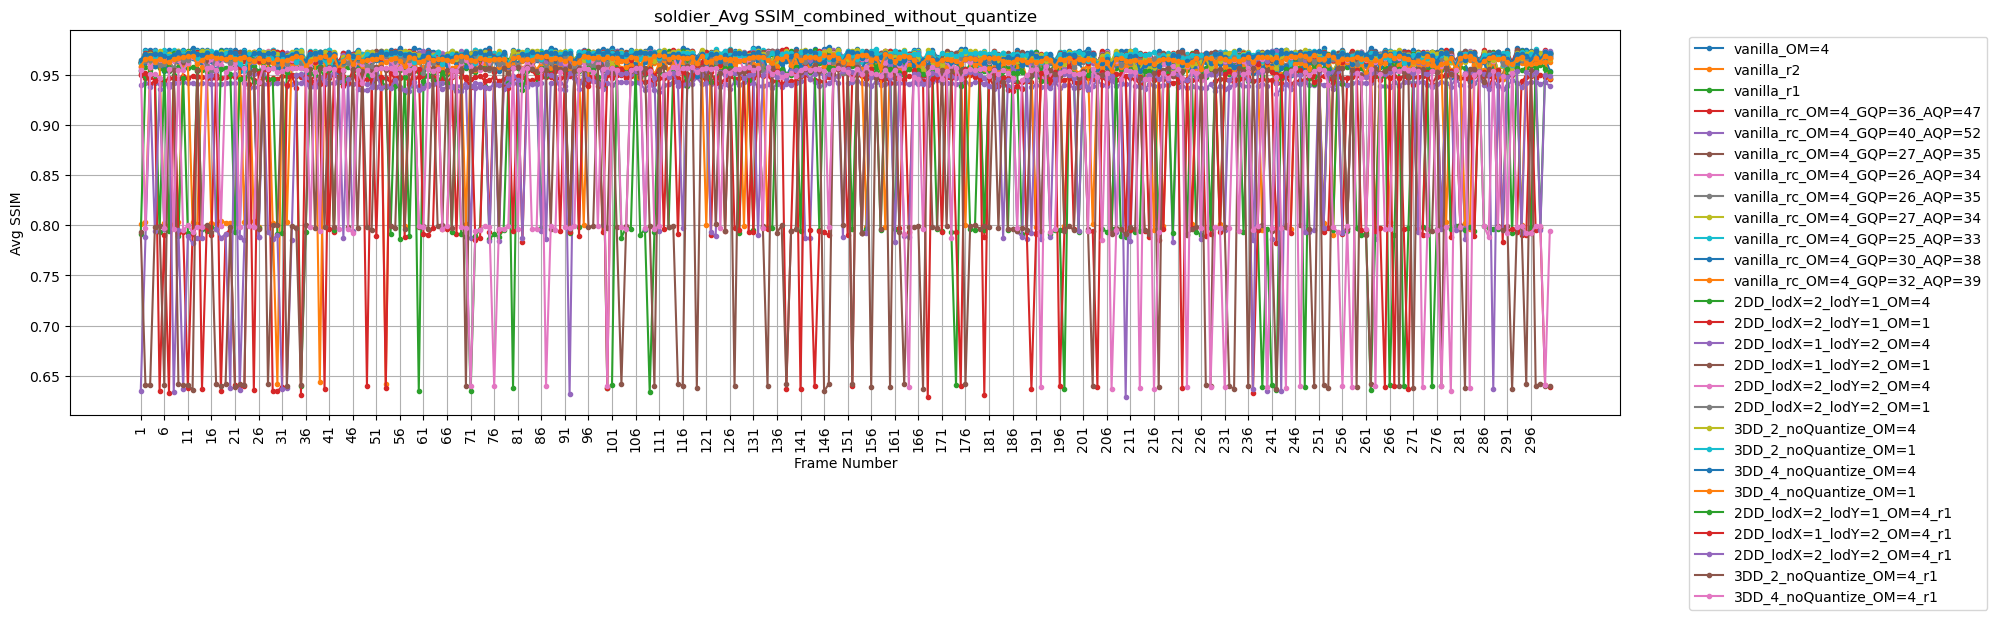 soldier_Avg SSIM_combined_without_quantize
Avg SSIM
0.95
0.90
0.85
0.80
0.75
0.70
0.65
1 6 11 16 21 26 31 36 41 46 51 56 61 66 71 76 81 86 91 96 101 106 111 116 121 126 131 136 141 146 151 156 161 166 171 176 181 186 191 196 201 206 211 216 221 226 231 236 241 246 251 256 261 266 271 276 281 286 291 296
Frame Number
vanilla_OM=4
vanilla_r2
vanilla_r1
vanilla_rc_OM=4_GQP=36_AQP=47
vanilla_rc_OM=4_GQP=40_AQP=52
vanilla_rc_OM=4_GQP=27_AQP=35
vanilla_rc_OM=4_GQP=26_AQP=34
vanilla_rc_OM=4_GQP=26_AQP=35
vanilla_rc_OM=4_GQP=27_AQP=34
vanilla_rc_OM=4_GQP=25_AQP=33
vanilla_rc_OM=4_GQP=30_AQP=38
vanilla_rc_OM=4_GQP=32_AQP=39
2DD_lodX=2_lodY=1_OM=4
2DD_lodX=2_lodY=1_OM=1
2DD_lodX=1_lodY=2_OM=4
2DD_lodX=1_lodY=2_OM=1
2DD_lodX=2_lodY=2_OM=4
2DD_lodX=2_lodY=2_OM=1
3DD_2_noQuantize_OM=4
3DD_2_noQuantize_OM=1
3DD_4_noQuantize_OM=4
3DD_4_noQuantize_OM=1
2DD_lodX=2_lodY=1_OM=4_r1
2DD_lodX=1_lodY=2_OM=4_r1
2DD_lodX=2_lodY=2_OM=4_r1
3DD_2_noQuantize_OM=4_r1
3DD_4_noQuantize_OM=4_r1